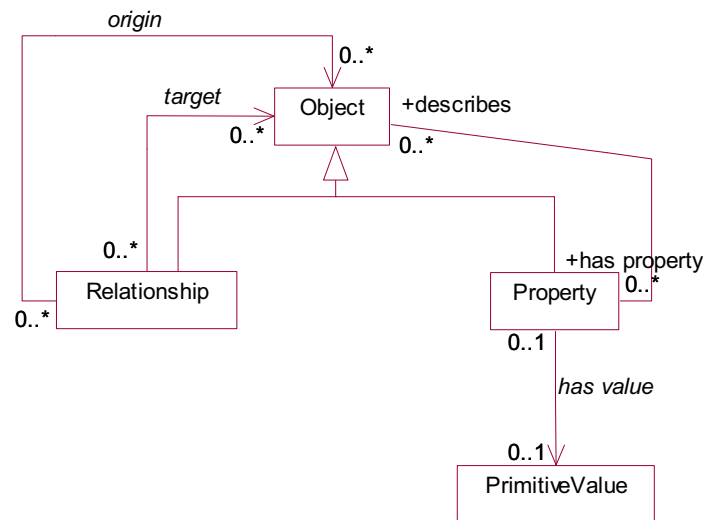 origin
0..*
target
Object
+describes
0..*
0..*
0..*
+has property
Relationship
Property
0..*
0..*
0..1
has value
0..1
PrimitiveValue